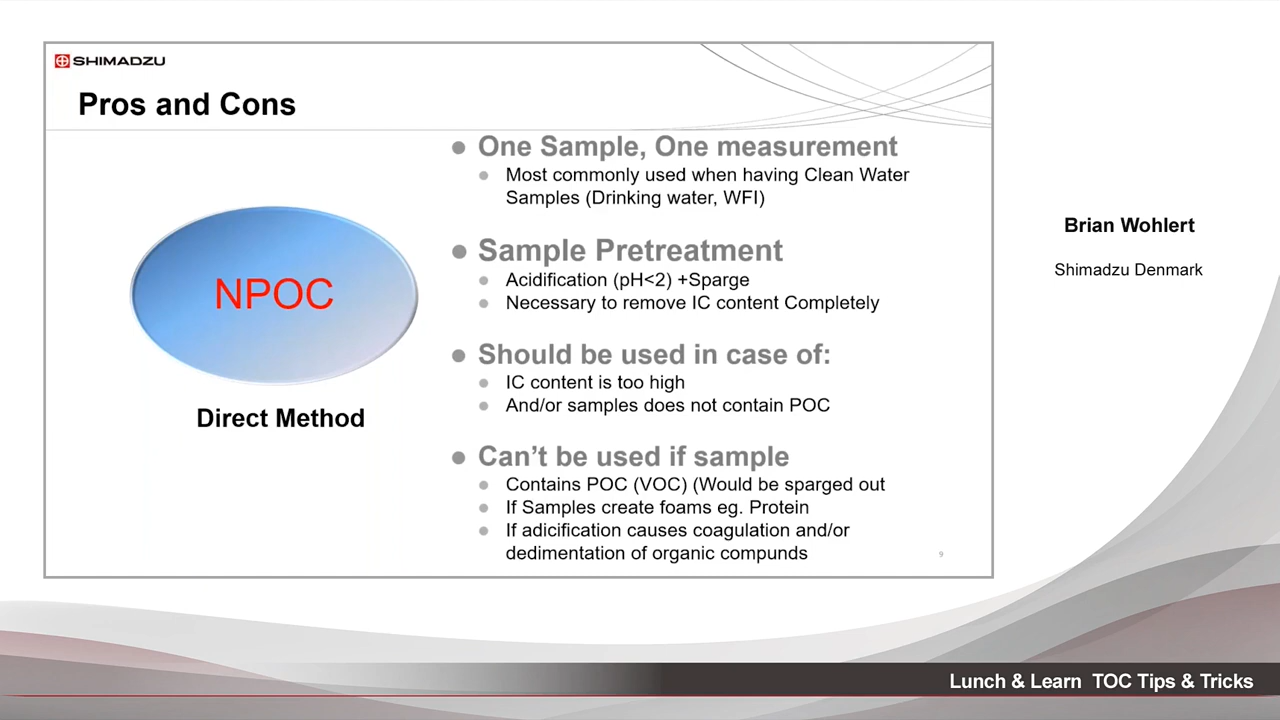 SHIMADZU
Pros and Cons
NPOC
Direct Method
● One Sample, One measurement
● Most commonly used when having Clean Water
Samples (Drinking water, WFI)
● Sample Pretreatment
● Acidification (pH<2) +Sparge
● Necessary to remove IC content Completely
● Should be used in case of:
● IC content is too high
● And/or samples does not contain POC
● Can’t be used if sample
● Contains POC (VOC) (Would be sparged out
● If Samples create foams eg. Protein
● If adicification causes coagulation and/or
dedimentation of organic compunds
9
Brian Wohlert
Shimadzu Denmark
Lunch & Learn TOC Tips & Tricks